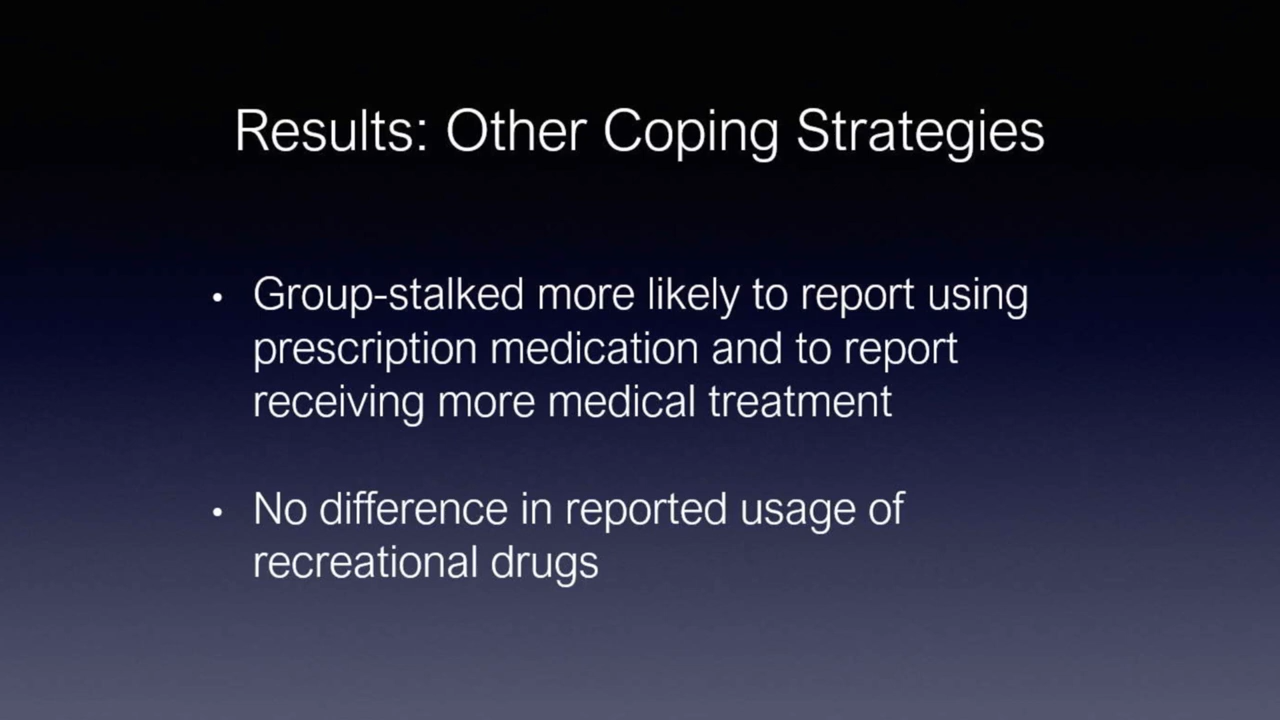 Results: Other Coping Strategies
• Group-stalked more likely to report using
prescription medication and to report
receiving more medical treatment
• No difference in reported usage of
recreational drugs